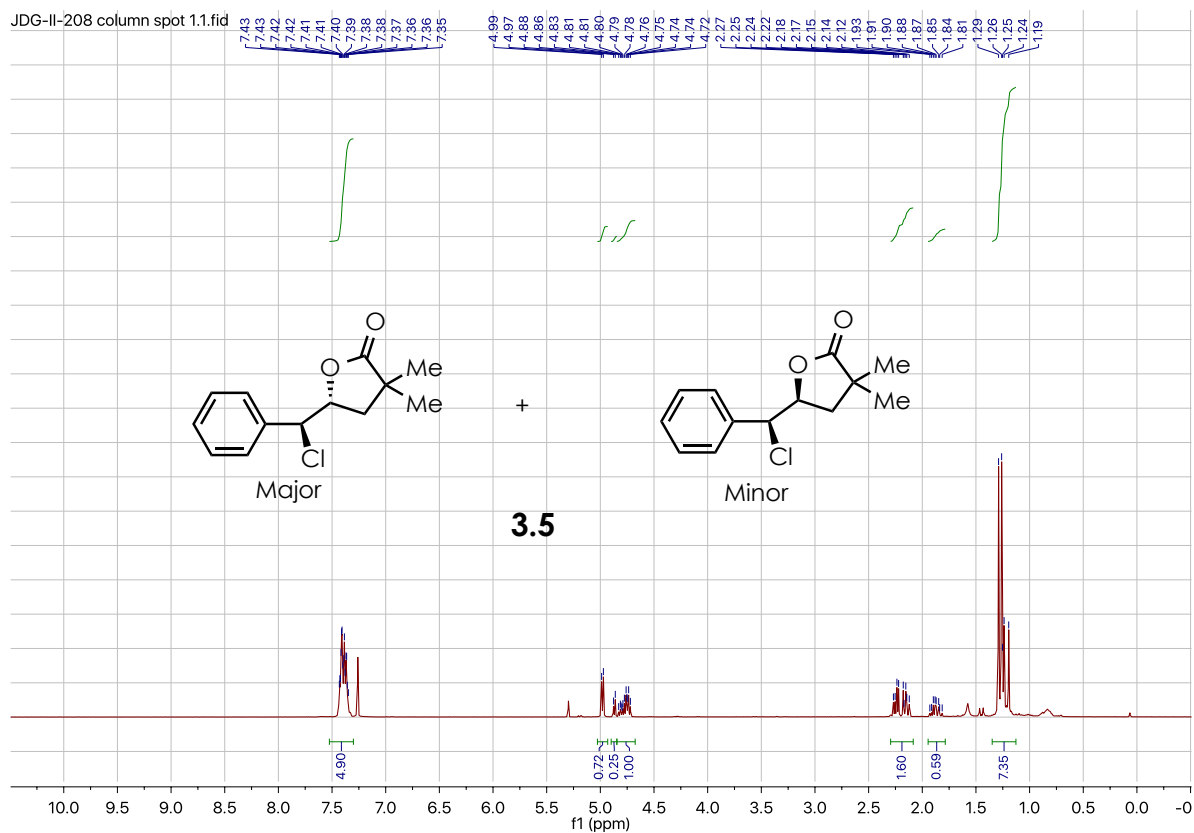 JDG-II-208 column spot 1.1.fid
7.43 7.43 7.42 7.42 7.41 7.41 7.40 7.39 7.38 7.38 7.37 7.36 7.36 7.35 4.99 4.97 4.88 4.86 4.83 4.81 4.81 4.80 4.79 4.78 4.76 4.75 4.74 4.74 4.72 2.27 2.25 2.24 2.22 2.18 2.17 2.15 2.14 2.12 1.93 1.91 1.90 1.88 1.87 1.85 1.84 1.81 1.29 1.26 1.25 1.24 1.19
O O
O Me O Me
Me + Me
Cl Cl
Major Minor
3.5
4.90 0.72 0.25 1.00 1.60 0.59 7.35
10.0 9.5 9.0 8.5 8.0 7.5 7.0 6.5 6.0 5.5 5.0 4.5 4.0 3.5 3.0 2.5 2.0 1.5 1.0 0.5 0.0 -0
f1 (ppm)